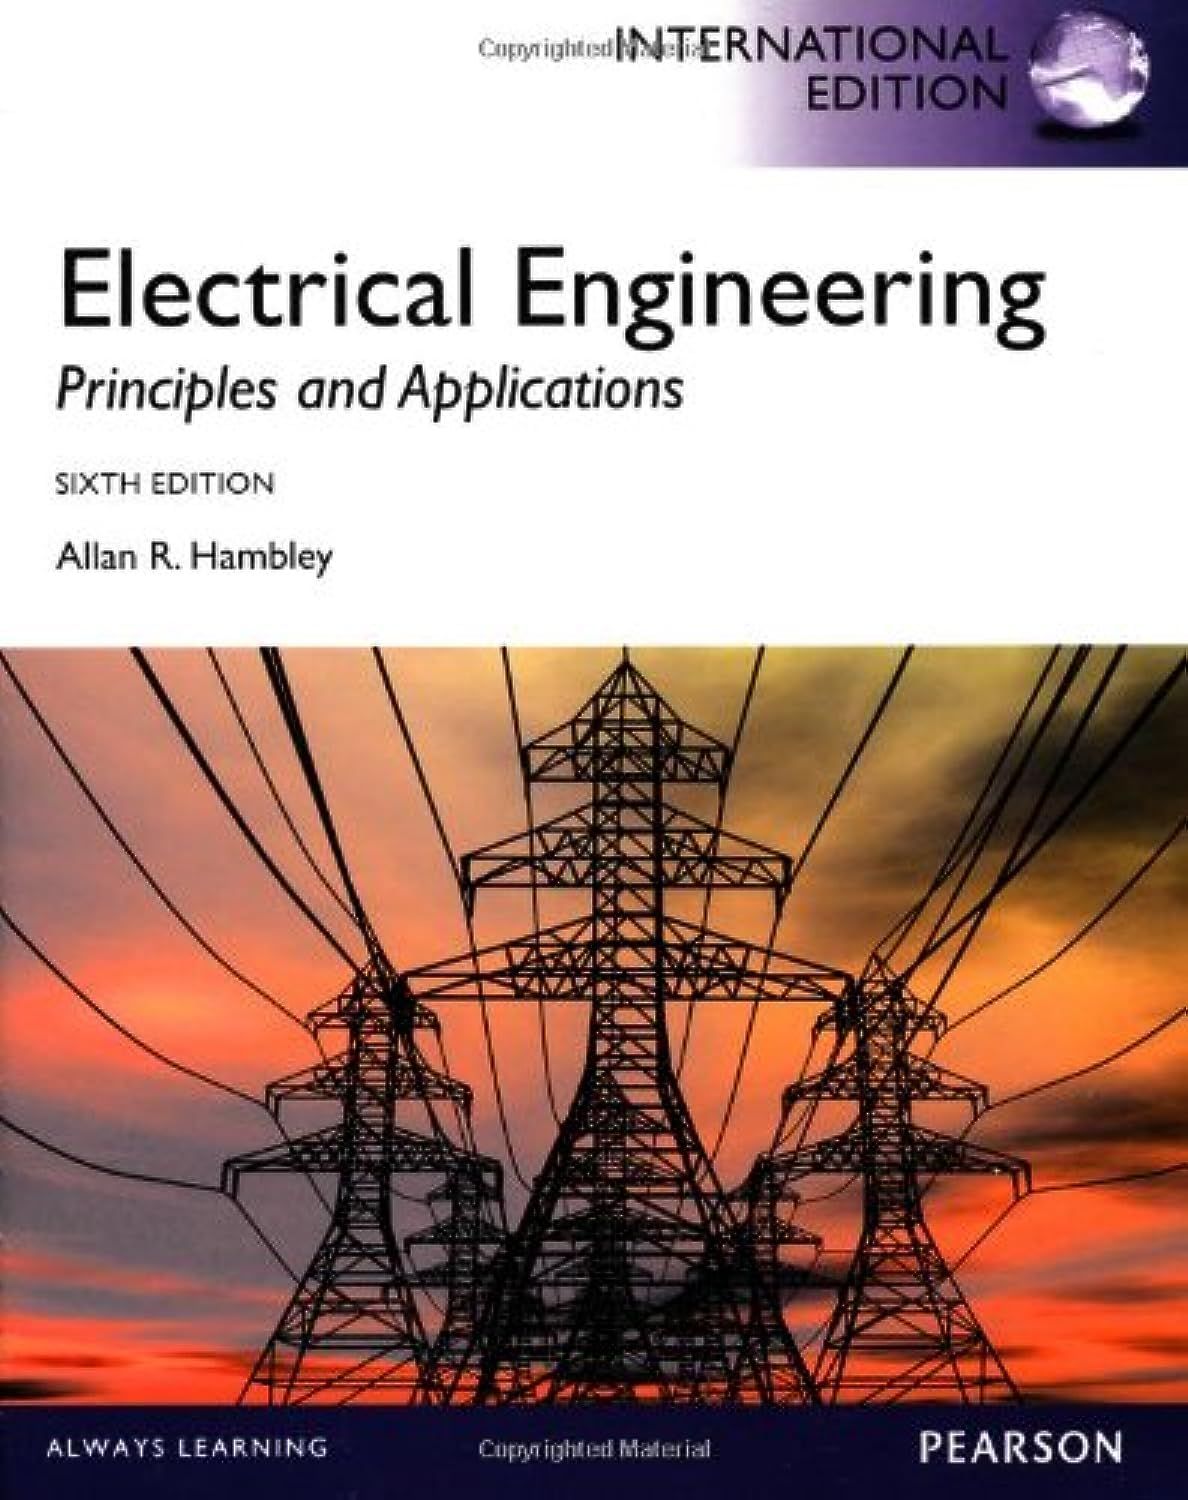 Copyrighted Material
INTERNATIONAL
EDITION
Electrical Engineering
Principles and Applications
SIXTH EDITION
Allan R. Hambley
ALWAYS LEARNING
Copyrighted Material
PEARSON